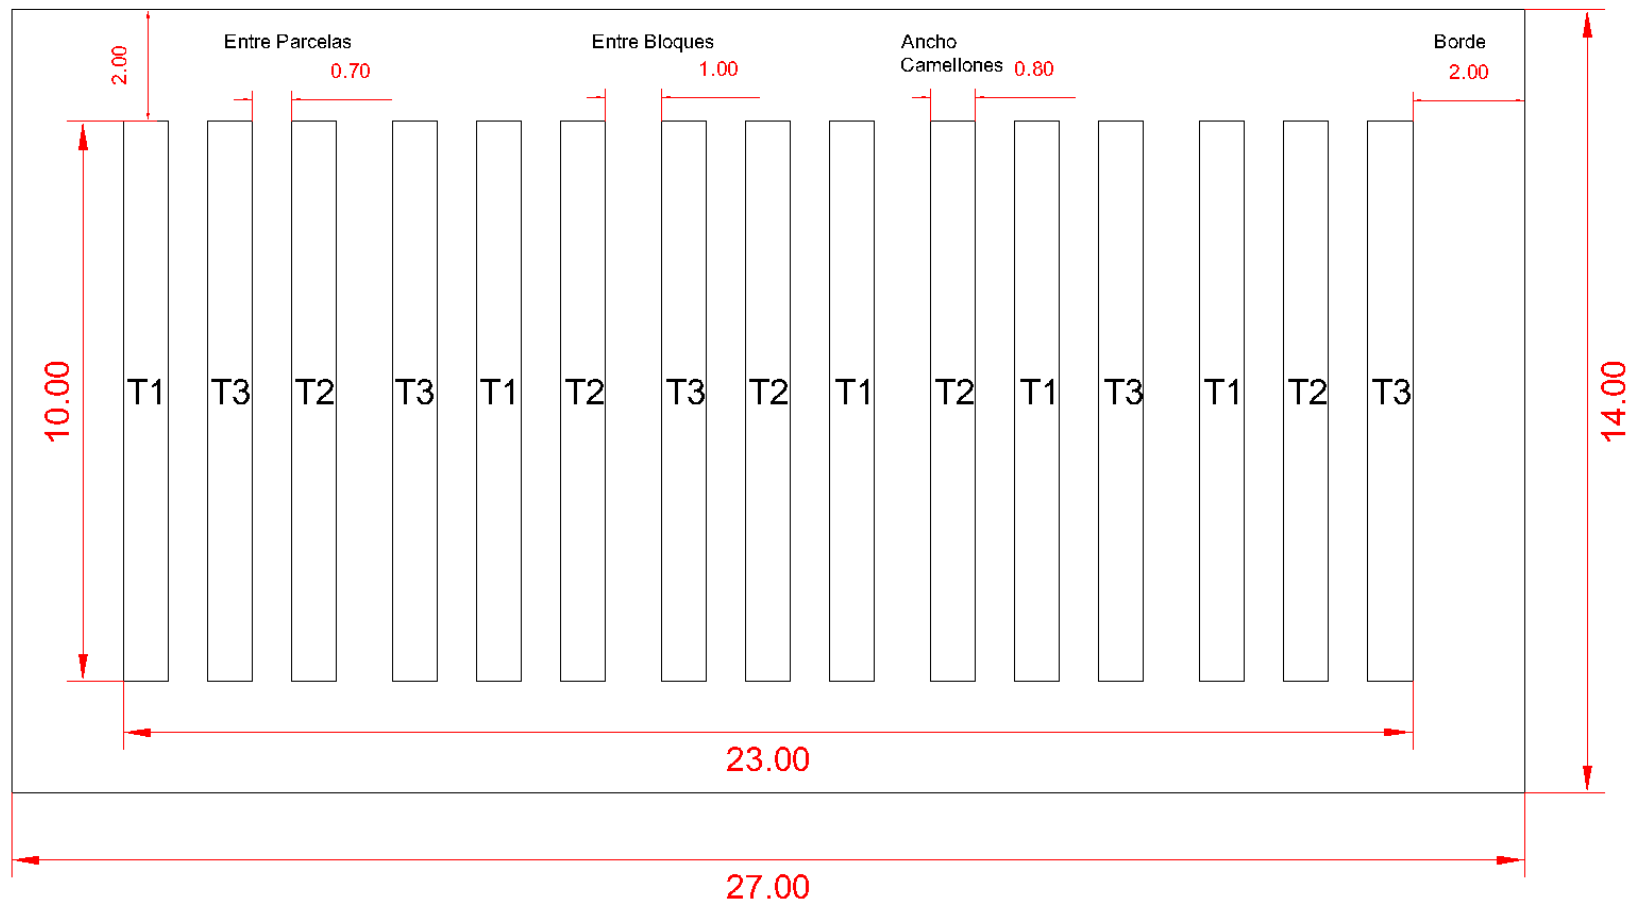 Entre Parcelas
0.70
Entre Bloques
1.00
Ancho
Camellones 0.80
Borde
2.00
2.00
10.00
T1 T3 T2 T3 T1 T2 T3 T2 T1 T2 T1 T3 T1 T2 T3
14.00
23.00
27.00